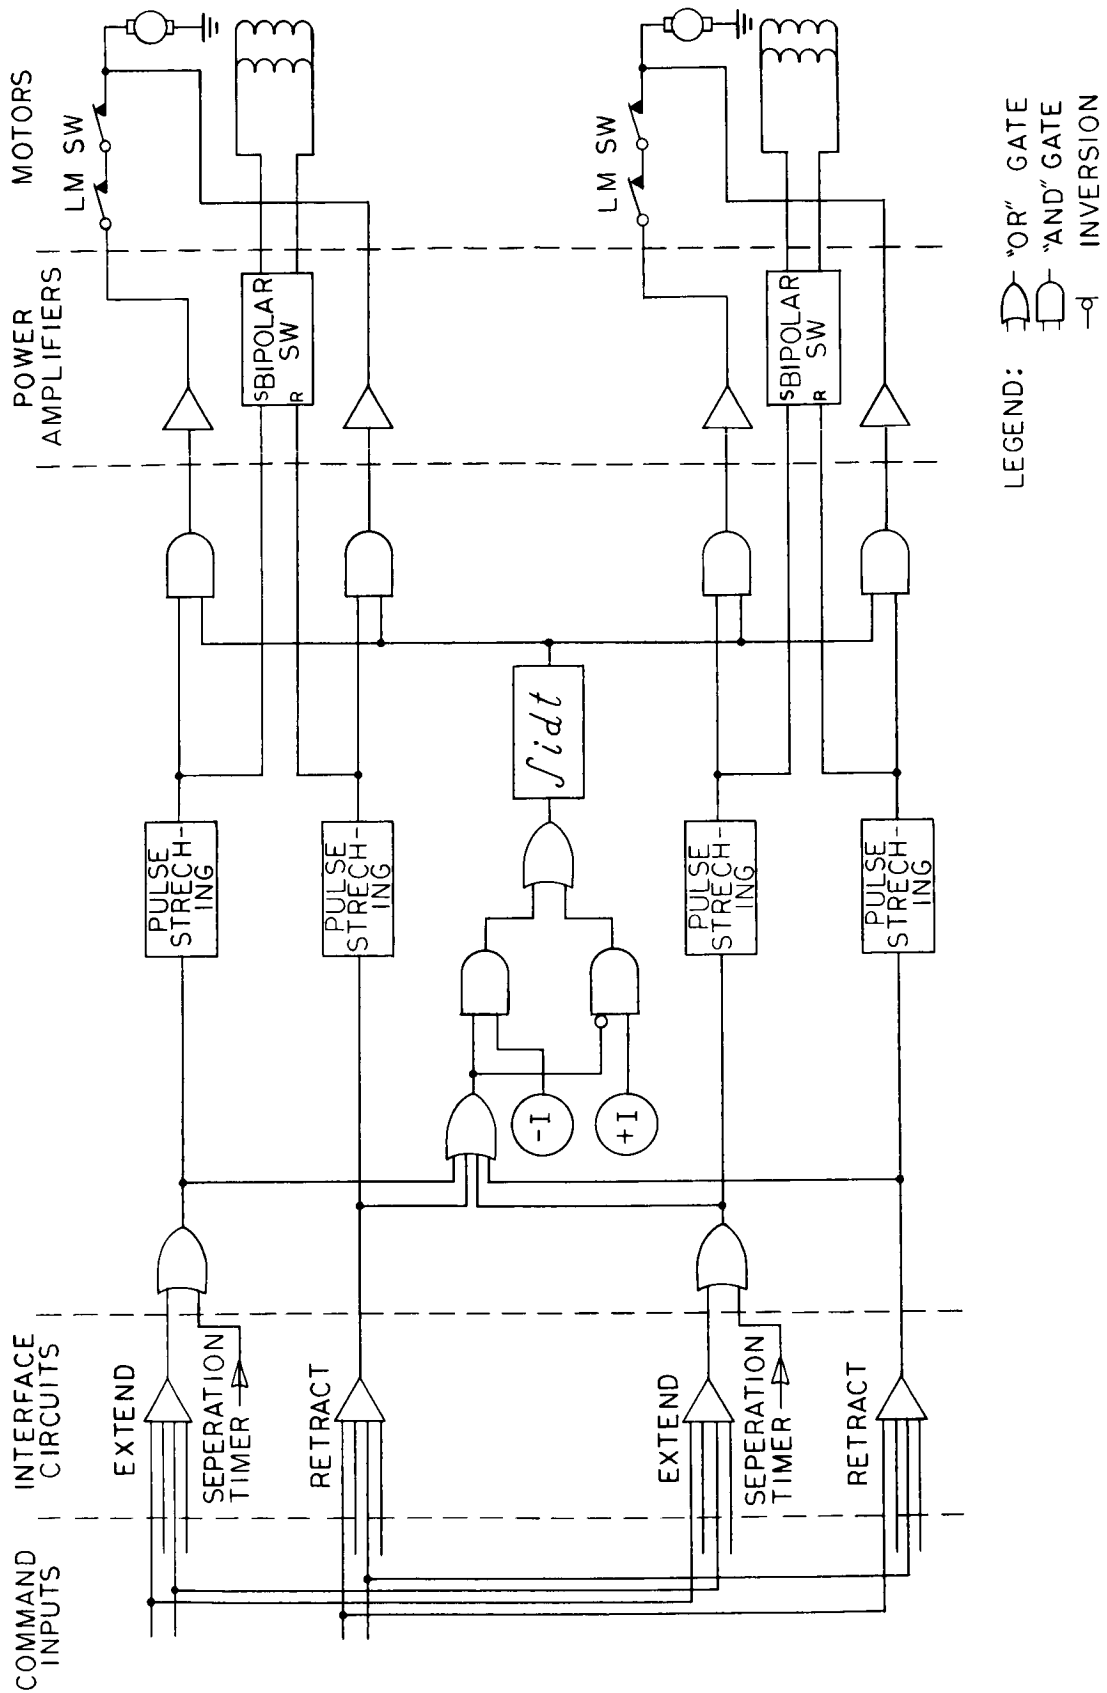 COMMAND
INPUTS
INTERFACE
CIRCUITS
POWER
AMPLIFIERS
MOTORS
EXTEND
SEPERATION
TIMER
RETRACT
EXTEND
SEPERATION
TIMER
RETRACT
PULSE
STRECH-
ING
PULSE
STRECH-
ING
PULSE
STRECH-
ING
PULSE
STRECH-
ING
-I
+I
∫idt
S
BIPOLAR
SW
R
S
BIPOLAR
SW
R
LM SW
LM SW
LEGEND:
"OR" GATE
"AND" GATE
INVERSION